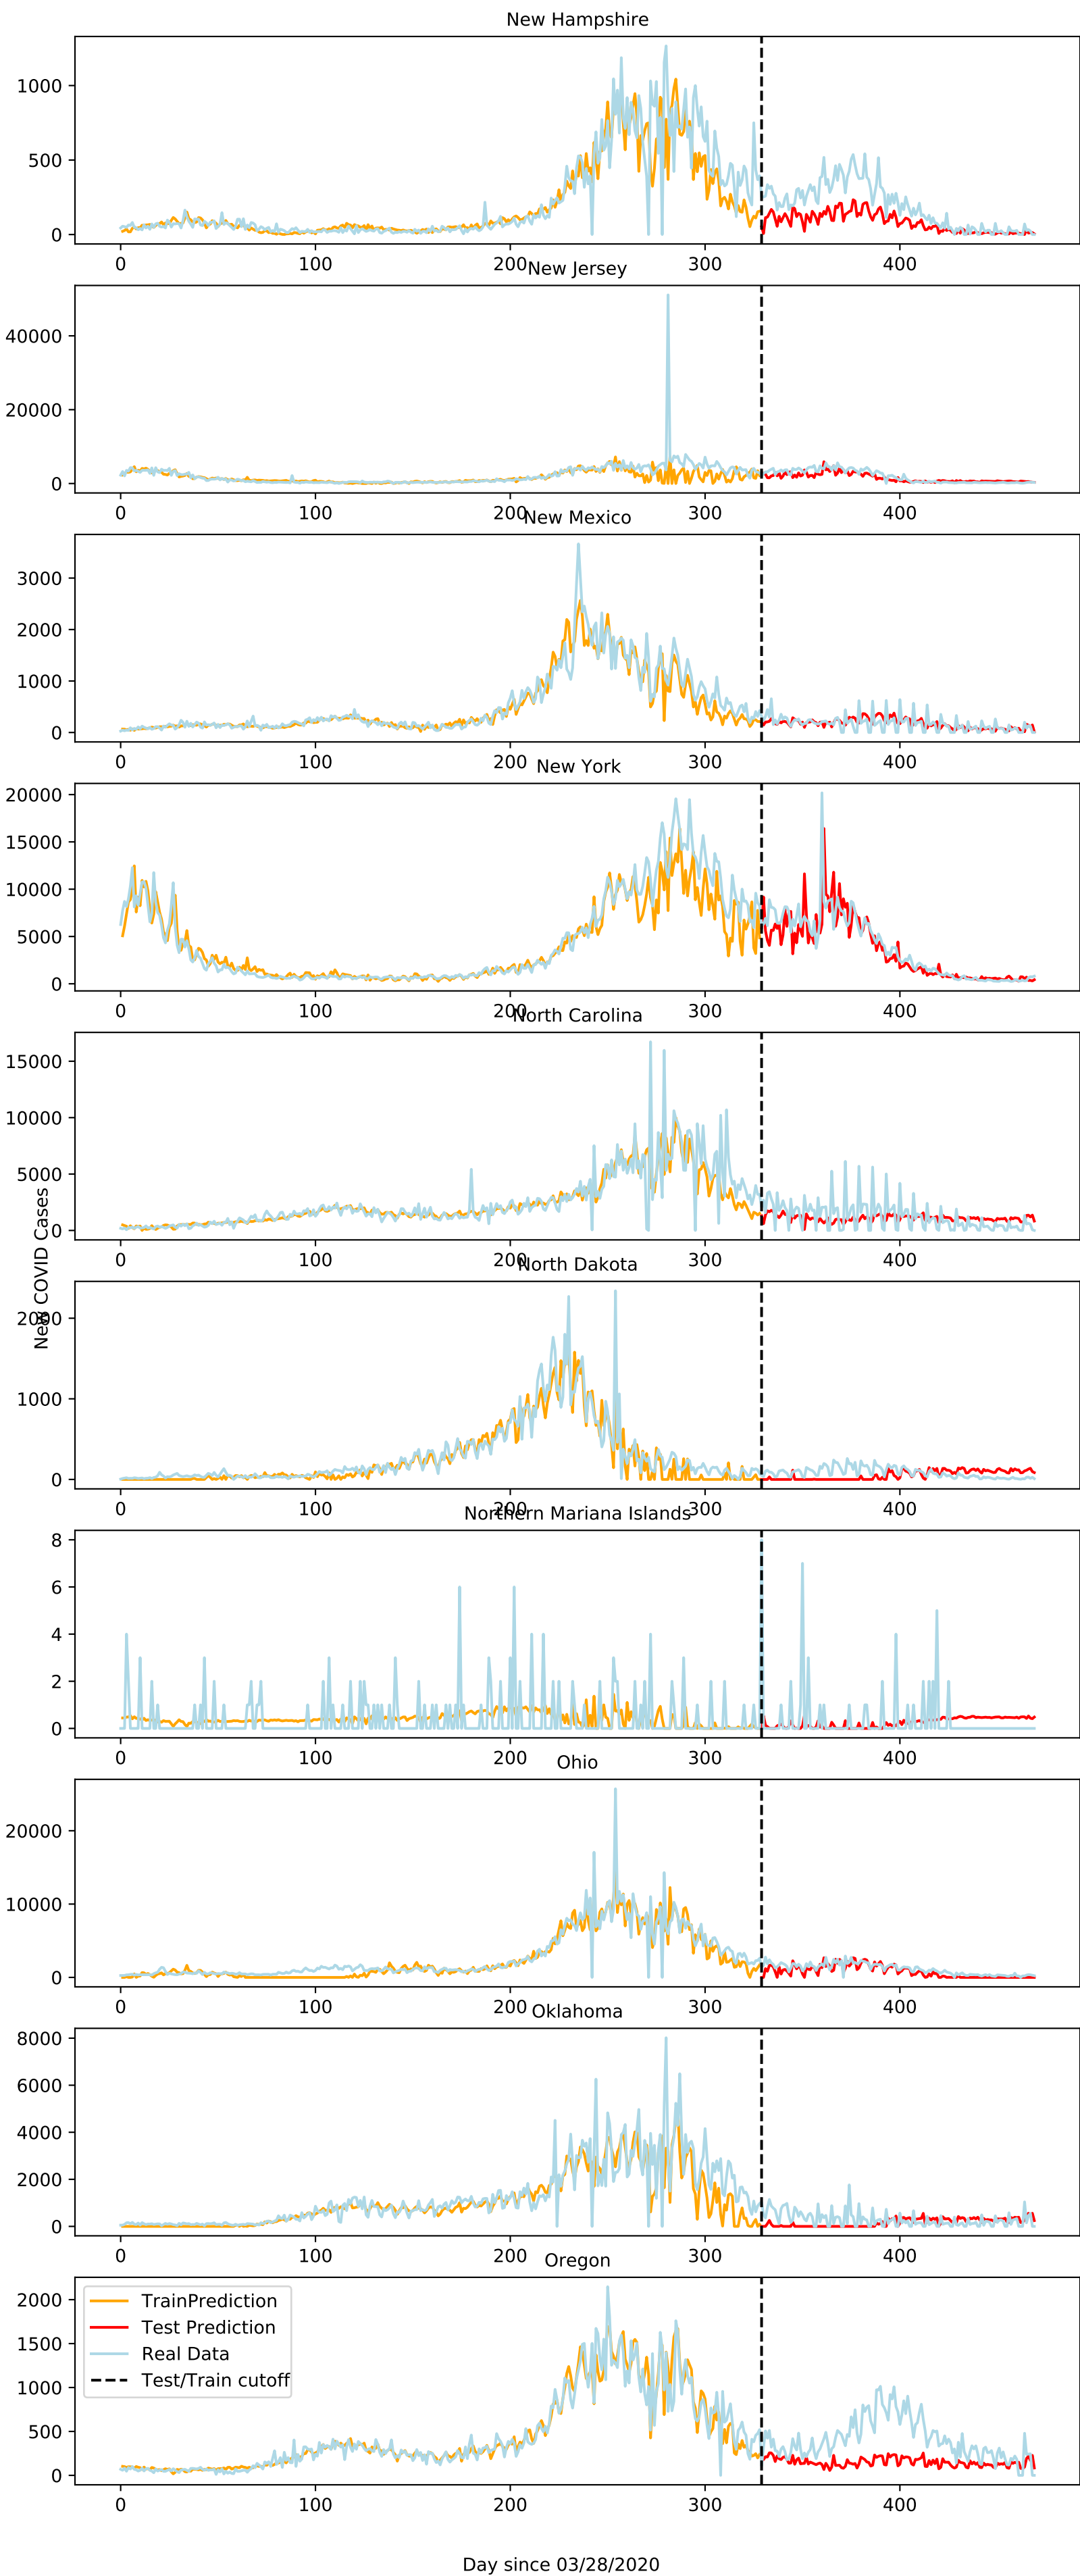 New Hampshire
1000
500
0
0 100 200 300 400
New Jersey
40000
20000
0
0 100 200 300 400
New Mexico
3000
2000
1000
0
0 100 200 300 400
New York
20000
15000
10000
5000
0
0 100 200 300 400
North Carolina
15000
10000
5000
0
0 100 200 300 400
New COVID Cases
North Dakota
2000
1000
0
0 100 200 300 400
Northern Mariana Islands
8
6
4
2
0
0 100 200 300 400
Ohio
20000
10000
0
0 100 200 300 400
Oklahoma
8000
6000
4000
2000
0
0 100 200 300 400
Oregon
TrainPrediction
Test Prediction
Real Data
Test/Train cutoff
2000
1500
1000
500
0
0 100 200 300 400
Day since 03/28/2020